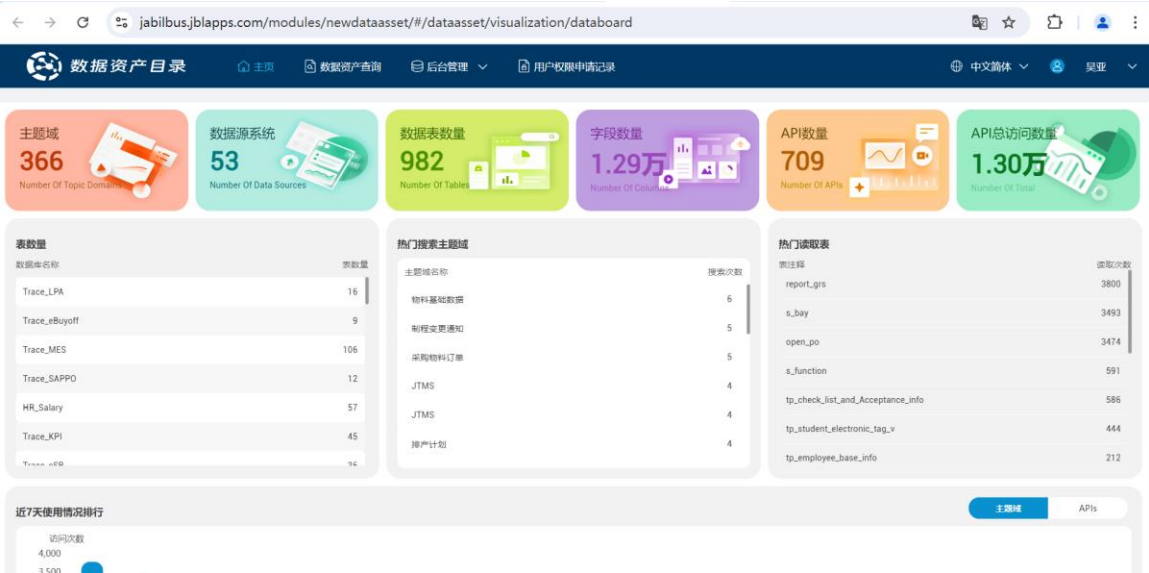 jabilbus.jblapps.com/modules/newdataasset/#/dataasset/visualization/databoard
数据资产目录 主页 数据资产查询 后台管理 用户权限申请记录 中文简体 吴亚
主题域 数据源系统 数据表数量 字段数量 API数量 API总访问数量
366 53 982 1.29万 709 1.30万
Number Of Topic Domains Number Of Data Sources Number Of Tables Number Of Columns Number Of APIs Number Of Total
表数量
数据库名称 表数量
Trace_LPA 16
Trace_eBuyoff 9
Trace_MES 106
Trace_SAPPO 12
HR_Salary 57
Trace_KPI 45
热门搜索主题域
主题域名称 搜索次数
物料基础数据 6
制程变更通知 5
采购物料订单 5
JTMS 4
JTMS 4
排产计划 4
热门读取表
表注释 读取次数
report_grs 3800
s_bay 3493
open_po 3474
s_function 591
tp_check_list_and_Acceptance_info 586
tp_student_electronic_tag_v 444
tp_employee_base_info 212
近7天使用情况排行 主题域 APIs
访问次数
4,000
3,500